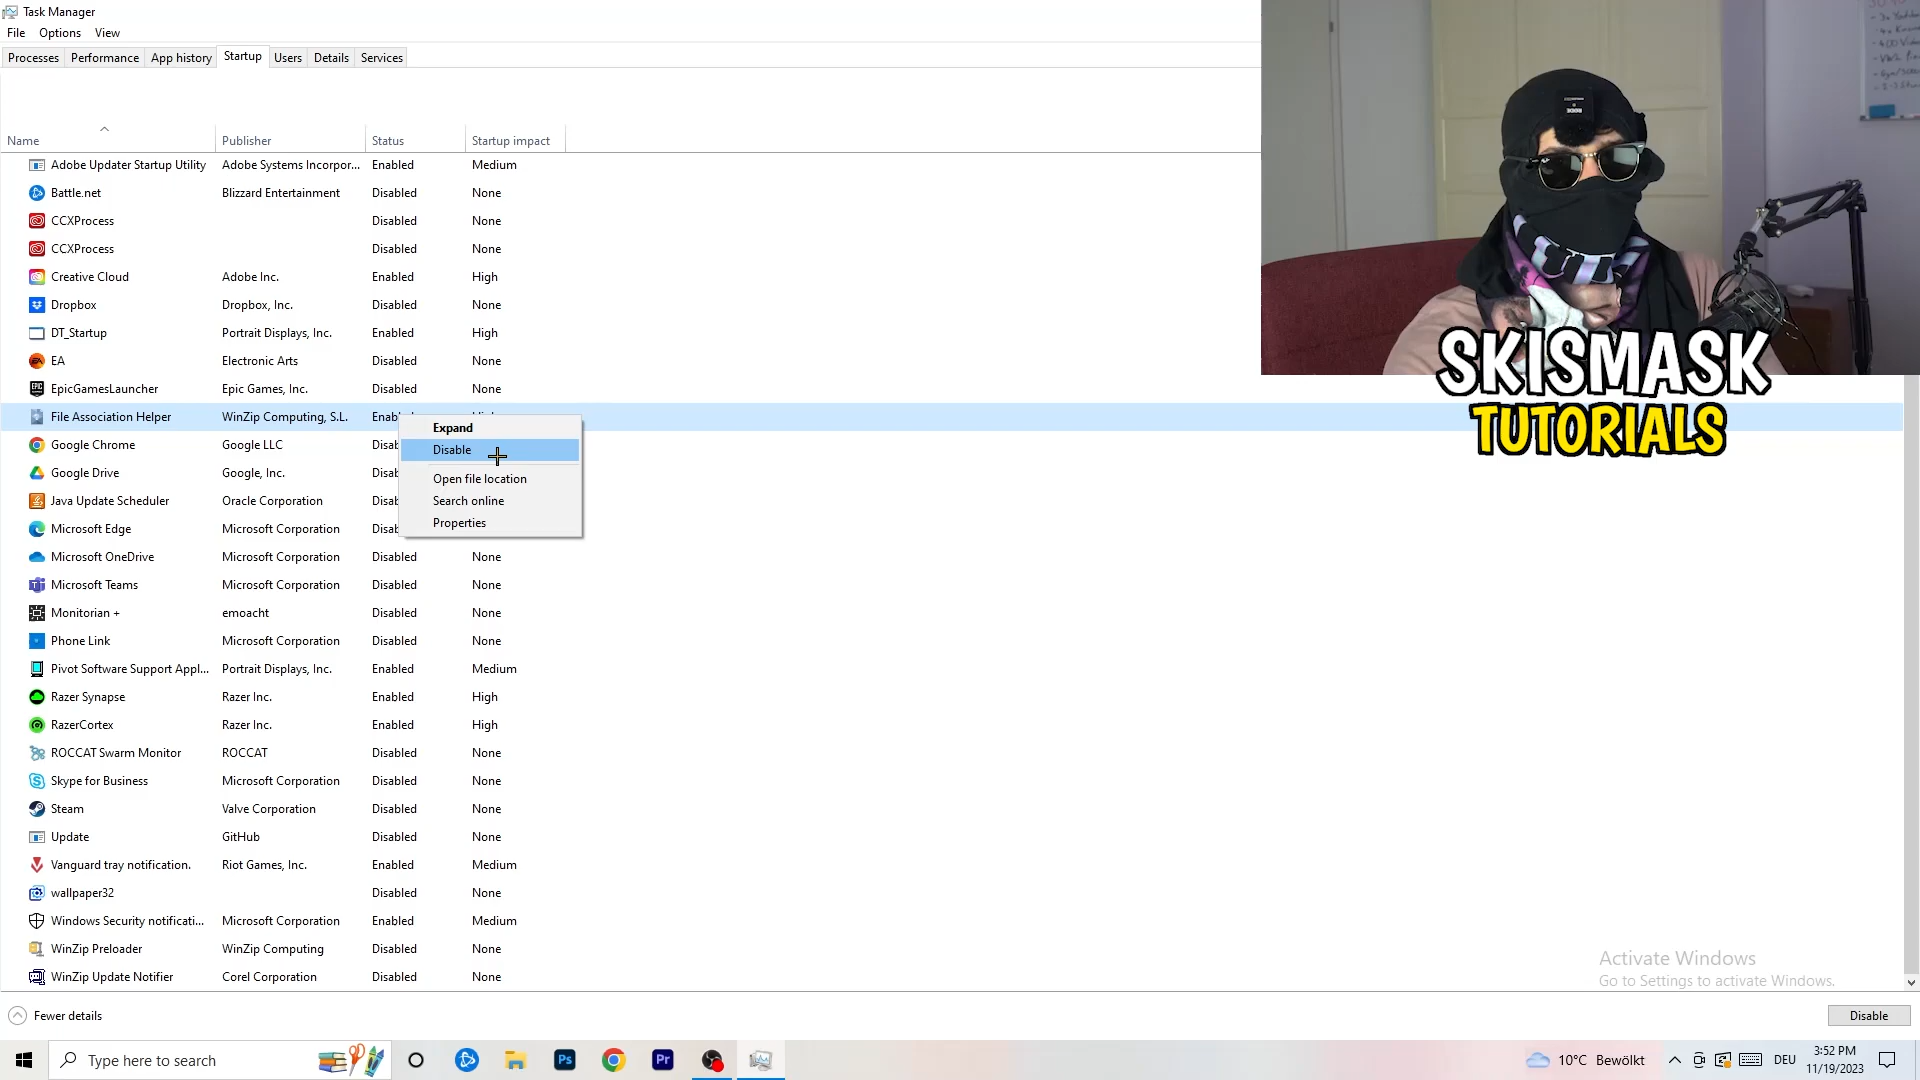 Task Manager
File Options View
Processes Performance App history Startup Users Details Services
Name Publisher Status Startup impact
Adobe Updater Startup Utility Adobe Systems Incorpor... Enabled Medium
Battle.net Blizzard Entertainment Disabled None
CCXProcess Disabled None
CCXProcess Disabled None
Creative Cloud Adobe Inc. Enabled High
Dropbox Dropbox, Inc. Disabled None
DT_Startup Portrait Displays, Inc. Enabled High
EA Electronic Arts Disabled None
EpicGamesLauncher Epic Games, Inc. Disabled None
File Association Helper WinZip Computing, S.L.
Google Chrome Google LLC
Google Drive Google, Inc.
Java Update Scheduler Oracle Corporation
Microsoft Edge Microsoft Corporation
Expand
Disable
Open file location
Search online
Properties
Microsoft OneDrive Microsoft Corporation Disabled None
Microsoft Teams Microsoft Corporation Disabled None
Monitorian + emoacht Disabled None
Phone Link Microsoft Corporation Disabled None
Pivot Software Support Appl... Portrait Displays, Inc. Enabled Medium
Razer Synapse Razer Inc. Enabled High
RazerCortex Razer Inc. Enabled High
ROCCAT Swarm Monitor ROCCAT Disabled None
Skype for Business Microsoft Corporation Disabled None
Steam Valve Corporation Disabled None
Update GitHub Disabled None
Vanguard tray notification. Riot Games, Inc. Enabled Medium
wallpaper32 Disabled None
Windows Security notificati... Microsoft Corporation Enabled Medium
WinZip Preloader WinZip Computing Disabled None
WinZip Update Notifier Corel Corporation Disabled None
SKISMASK
TUTORIALS
Activate Windows
Go to Settings to activate Windows.
Fewer details
Disable
Type here to search
Ps
Pr
10°C Bewölkt
DEU
3:52 PM
11/19/2023